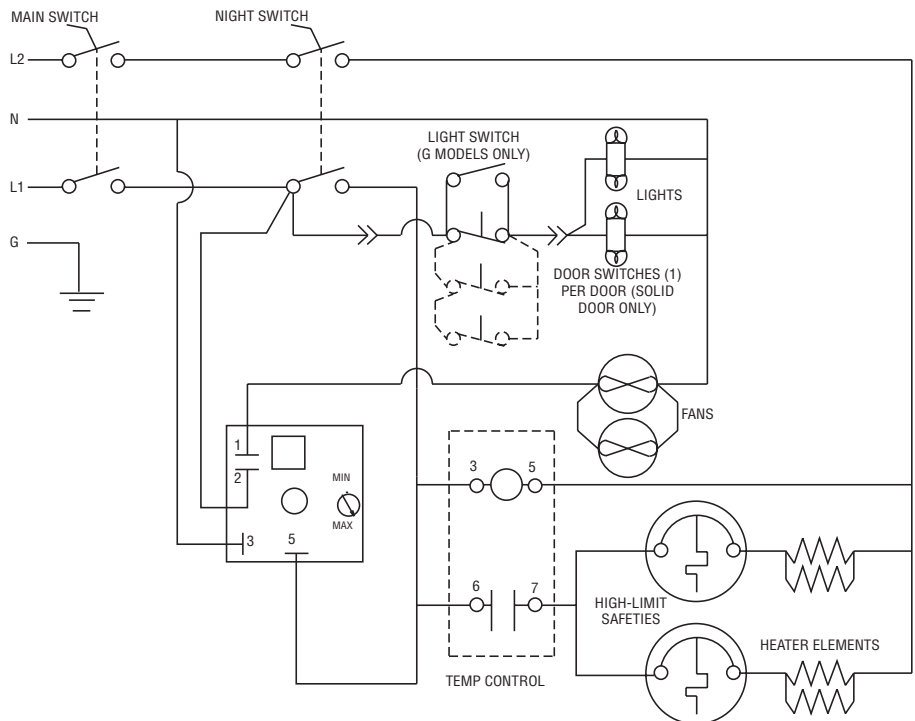 MAIN SWITCH
NIGHT SWITCH
L2
N
LIGHT SWITCH
(G MODELS ONLY)
L1
LIGHTS
G
DOOR SWITCHES (1)
PER DOOR (SOLID
DOOR ONLY)
FANS
1
2
MIN
MAX
3
5
3
5
6
7
HIGH-LIMIT
SAFETIES
HEATER ELEMENTS
TEMP CONTROL